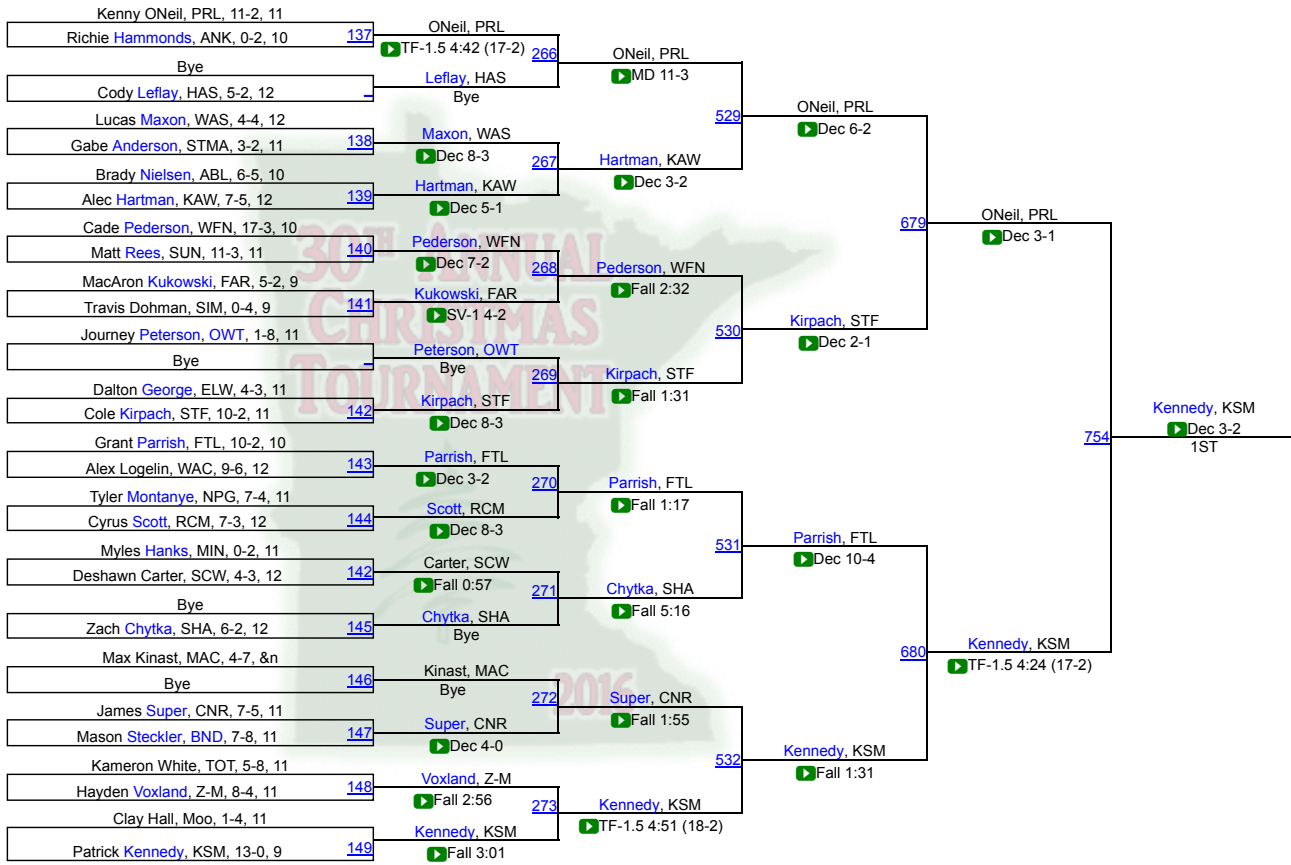 Kenny ONeil, PRL, 11-2, 11
Richie Hammonds, ANK, 0-2, 10
137
Bye
Cody Leflay, HAS, 5-2, 12
_
Lucas Maxon, WAS, 4-4, 12
Gabe Anderson, STMA, 3-2, 11
138
Brady Nielsen, ABL, 6-5, 10
Alec Hartman, KAW, 7-5, 12
139
Cade Pederson, WFN, 17-3, 10
Matt Rees, SUN, 11-3, 11
140
MacAron Kukowski, FAR, 5-2, 9
Travis Dohman, SIM, 0-4, 9
141
Journey Peterson, OWT, 1-8, 11
Bye
_
Dalton George, ELW, 4-3, 11
Cole Kirpach, STF, 10-2, 11
142
Grant Parrish, FTL, 10-2, 10
Alex Logelin, WAC, 9-6, 12
143
Tyler Montanye, NPG, 7-4, 11
Cyrus Scott, RCM, 7-3, 12
144
Myles Hanks, MIN, 0-2, 11
Deshawn Carter, SCW, 4-3, 12
142
Bye
Zach Chytka, SHA, 6-2, 12
145
Max Kinast, MAC, 4-7, &n
Bye
146
James Super, CNR, 7-5, 11
Mason Steckler, BND, 7-8, 11
147
Kameron White, TOT, 5-8, 11
Hayden Voxland, Z-M, 8-4, 11
148
Clay Hall, Moo, 1-4, 11
Patrick Kennedy, KSM, 13-0, 9
149
ONeil, PRL
TF-1.5 4:42 (17-2)
266
Leflay, HAS
Bye
Maxon, WAS
Dec 8-3
267
Hartman, KAW
Dec 5-1
Pederson, WFN
Dec 7-2
268
Kukowski, FAR
SV-1 4-2
Peterson, OWT
Bye
269
Kirpach, STF
Dec 8-3
Parrish, FTL
Dec 3-2
270
Scott, RCM
Dec 8-3
Carter, SCW
Fall 0:57
271
Chytka, SHA
Bye
Kinast, MAC
Bye
272
Super, CNR
Dec 4-0
Voxland, Z-M
Fall 2:56
273
Kennedy, KSM
Fall 3:01
ONeil, PRL
MD 11-3
529
Hartman, KAW
Dec 3-2
Pederson, WFN
Fall 2:32
530
Kirpach, STF
Fall 1:31
Parrish, FTL
Fall 1:17
531
Chytka, SHA
Fall 5:16
Super, CNR
Fall 1:55
532
Kennedy, KSM
TF-1.5 4:51 (18-2)
ONeil, PRL
Dec 6-2
679
Kirpach, STF
Dec 2-1
Parrish, FTL
Dec 10-4
680
Kennedy, KSM
Fall 1:31
ONeil, PRL
Dec 3-1
754
Kennedy, KSM
TF-1.5 4:24 (17-2)
Kennedy, KSM
Dec 3-2
1ST
30TH ANNUAL
CHRISTMAS
TOURNAMENT
2016